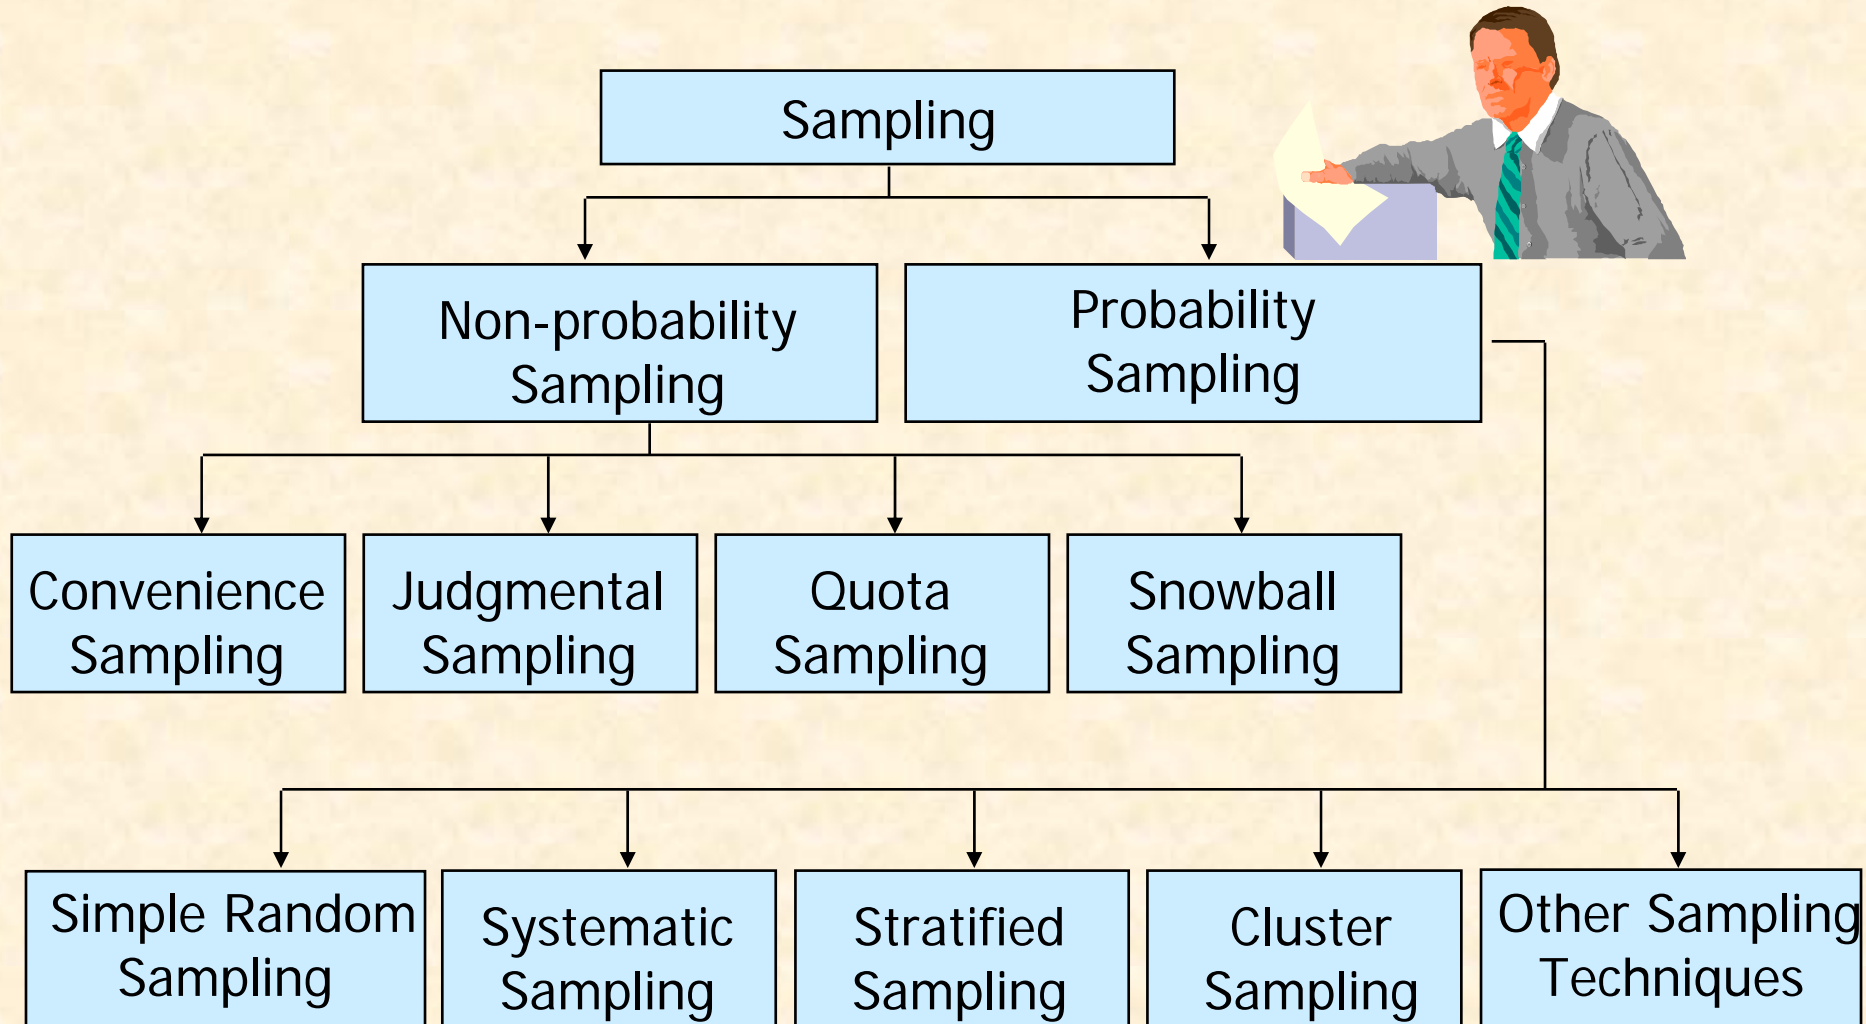 Sampling
Non-probability
Sampling
Probability
Sampling
Convenience
Sampling
Judgmental
Sampling
Quota
Sampling
Snowball
Sampling
Simple Random
Sampling
Systematic
Sampling
Stratified
Sampling
Cluster
Sampling
Other Sampling
Techniques